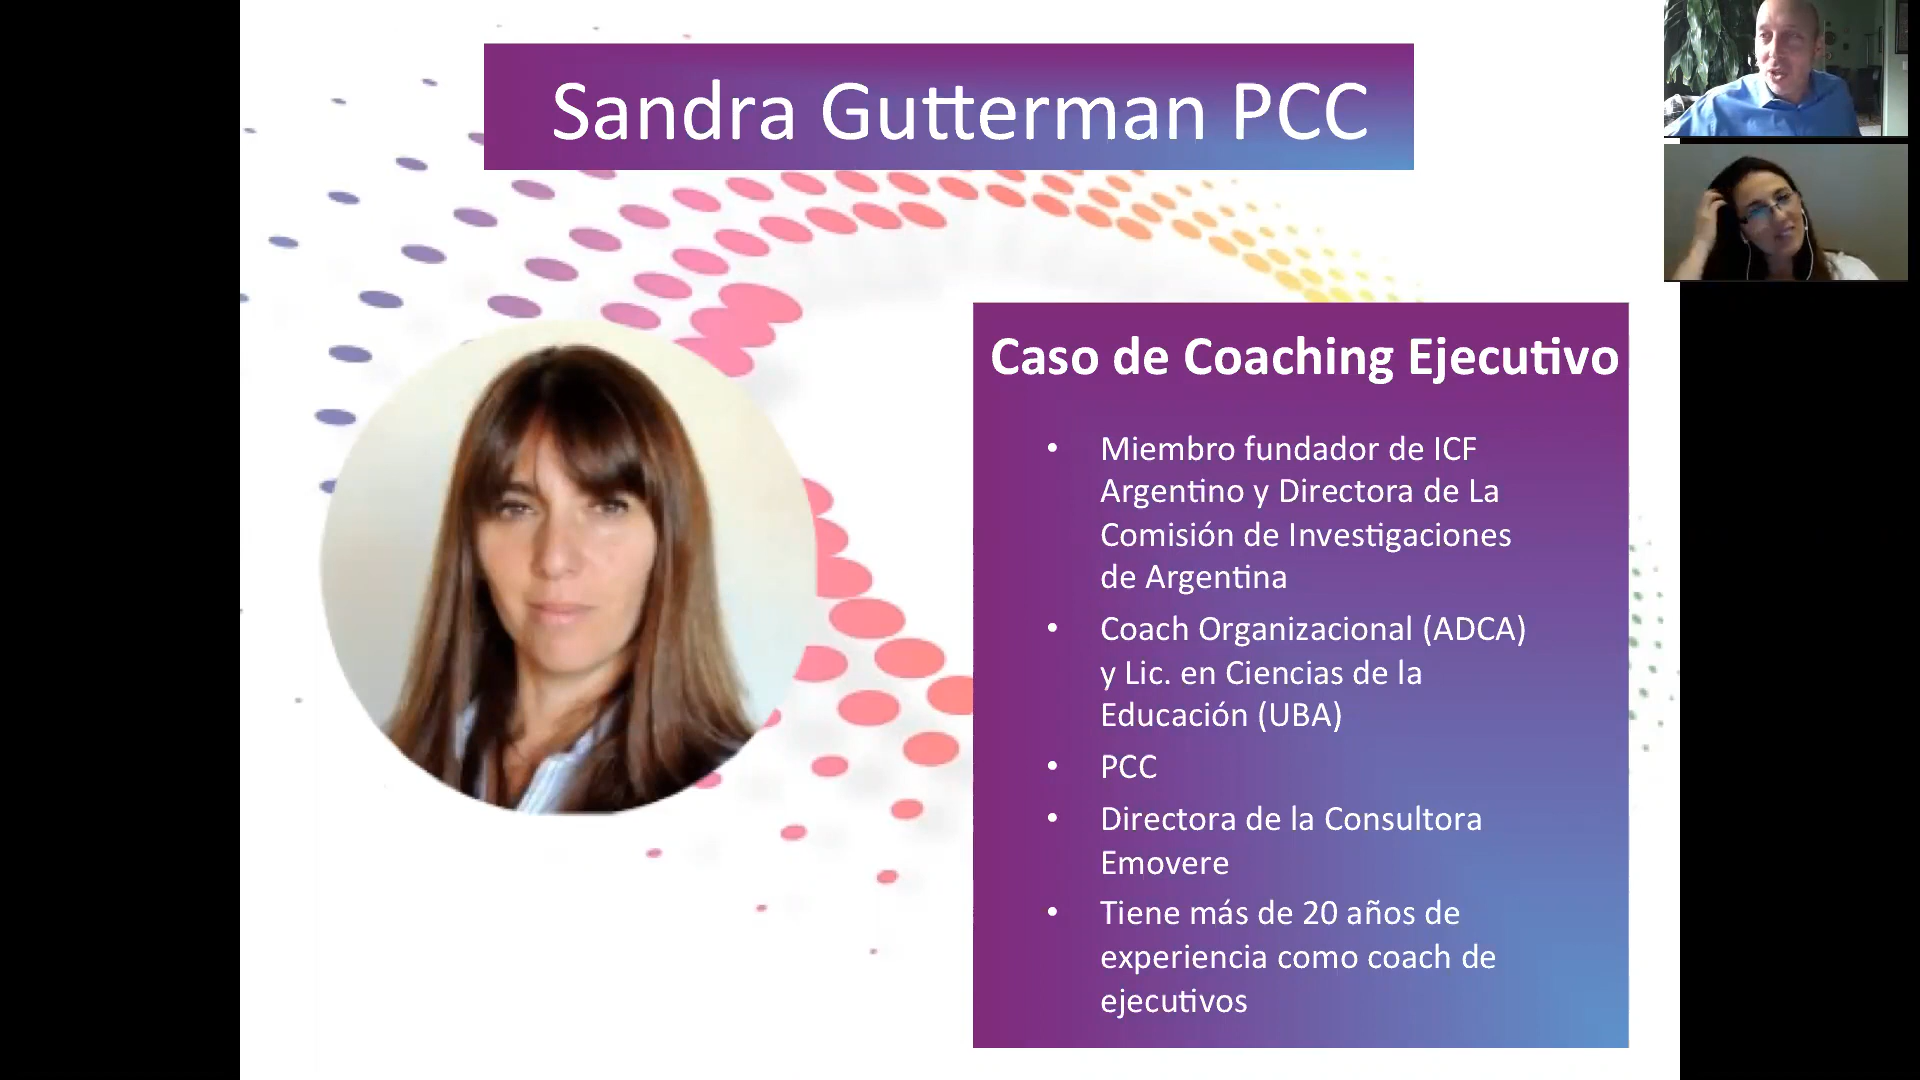 Sandra Gutterman PCC
Caso de Coaching Ejecutivo
• Miembro fundador de ICF
Argentino y Directora de La
Comisión de Investigaciones
de Argentina
• Coach Organizacional (ADCA)
y Lic. en Ciencias de la
Educación (UBA)
• PCC
• Directora de la Consultora
Emovere
• Tiene más de 20 años de
experiencia como coach de
ejecutivos